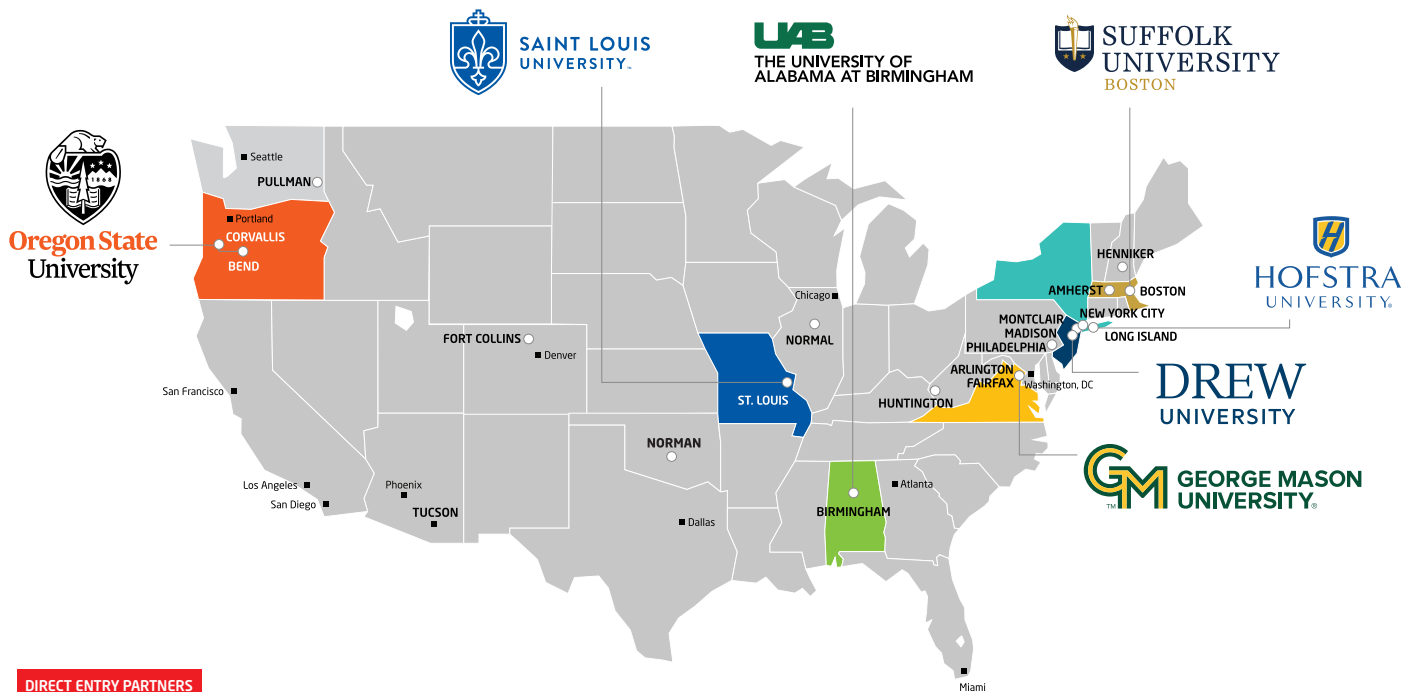 SAINT LOUIS
UNIVERSITY™
UAB
THE UNIVERSITY OF
ALABAMA AT BIRMINGHAM
SUFFOLK
UNIVERSITY
BOSTON
1868
Oregon State
University
HOFSTRA
UNIVERSITY®
DREW
UNIVERSITY
GM™
GEORGE MASON
UNIVERSITY®
Seattle
PULLMAN
Portland
CORVALLIS
BEND
HENNIKER
AMHERST
BOSTON
Chicago
NORMAL
MONTCLAIR
NEW YORK CITY
MADISON
LONG ISLAND
PHILADELPHIA
FORT COLLINS
Denver
ARLINGTON
FAIRFAX
Washington, DC
San Francisco
ST. LOUIS
HUNTINGTON
NORMAN
Los Angeles
San Diego
Phoenix
TUCSON
Atlanta
BIRMINGHAM
Dallas
Miami
DIRECT ENTRY PARTNERS